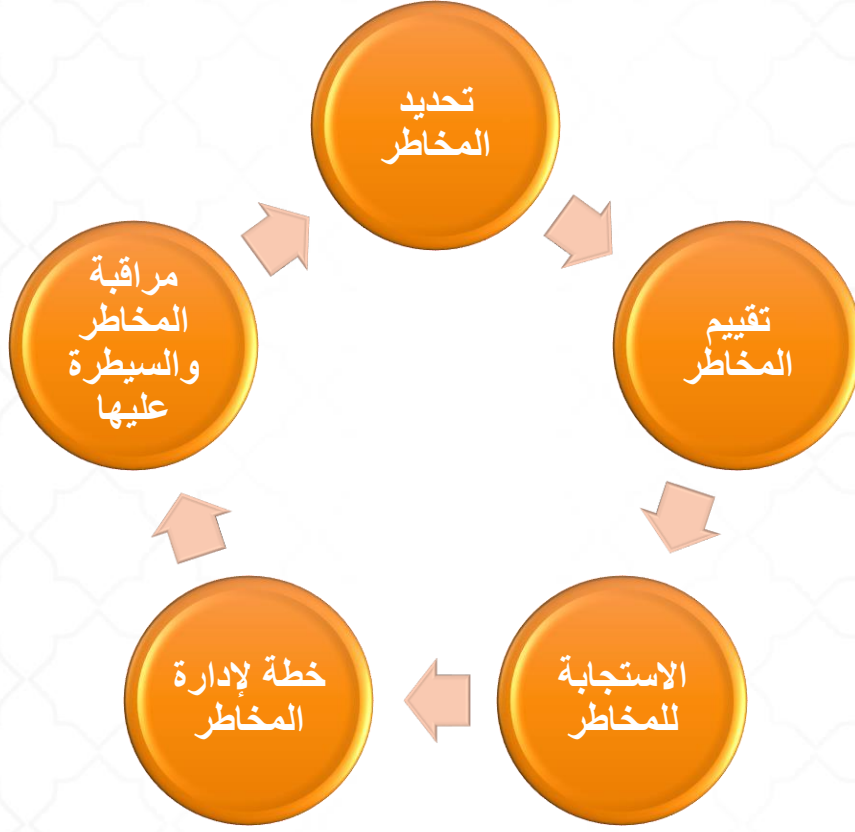 تحديد
المخاطر
تقييم
المخاطر
الاستجابة
للمخاطر
خطة لإدارة
المخاطر
مراقبة
المخاطر
والسيطرة
عليها